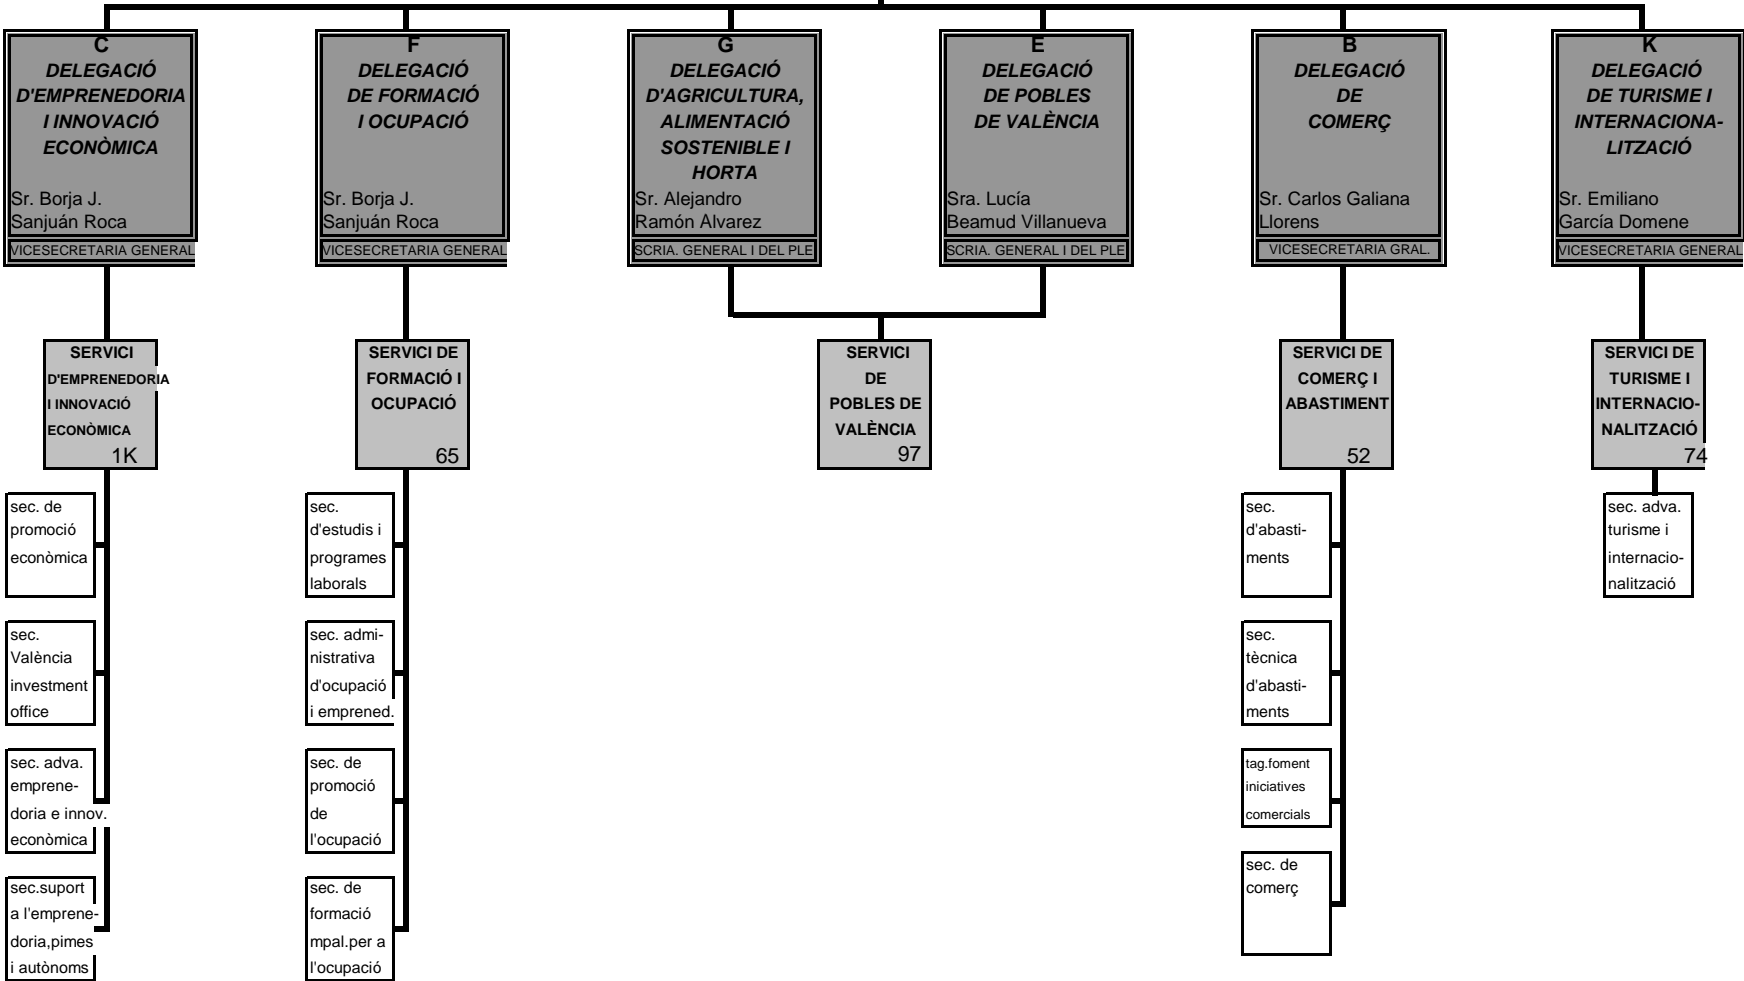 C
DELEGACIÓ
D'EMPRENEDORIA
I INNOVACIÓ
ECONÒMICA
Sr. Borja J.
Sanjuán Roca
VICESECRETARIA GENERAL
F
DELEGACIÓ
DE FORMACIÓ
I OCUPACIÓ
Sr. Borja J.
Sanjuán Roca
VICESECRETARIA GENERAL
G
DELEGACIÓ
D'AGRICULTURA,
ALIMENTACIÓ
SOSTENIBLE I
HORTA
Sr. Alejandro
Ramón Alvarez
SCRIA. GENERAL I DEL PLE
E
DELEGACIÓ
DE POBLES
DE VALÈNCIA
Sra. Lucía
Beamud Villanueva
SCRIA. GENERAL I DEL PLE
B
DELEGACIÓ
DE
COMERÇ
Sr. Carlos Galiana
Llorens
VICESECRETARIA GRAL.
K
DELEGACIÓ
DE TURISME I
INTERNACIONA-
LITZACIÓ
Sr. Emiliano
García Domene
VICESECRETARIA GENERAL
SERVICI
D'EMPRENEDORIA
I INNOVACIÓ
ECONÒMICA
1K
SERVICI DE
FORMACIÓ I
OCUPACIÓ
65
SERVICI
DE
POBLES DE
VALÈNCIA
97
SERVICI DE
COMERÇ I
ABASTIMENT
52
SERVICI DE
TURISME I
INTERNACIO-
NALITZACIÓ
74
sec. de
promoció
econòmica
sec.
València
investment
office
sec. adva.
emprene-
doria e innov.
econòmica
sec.suport
a l'emprene-
doria,pimes
i autònoms
sec.
d'estudis i
programes
laborals
sec. admi-
nistrativa
d'ocupació
i emprened.
sec. de
promoció
de
l'ocupació
sec. de
formació
mpal.per a
l'ocupació
sec.
d'abasti-
ments
sec.
tècnica
d'abasti-
ments
tag.foment
iniciatives
comercials
sec. de
comerç
sec. adva.
turisme i
internacio-
nalització